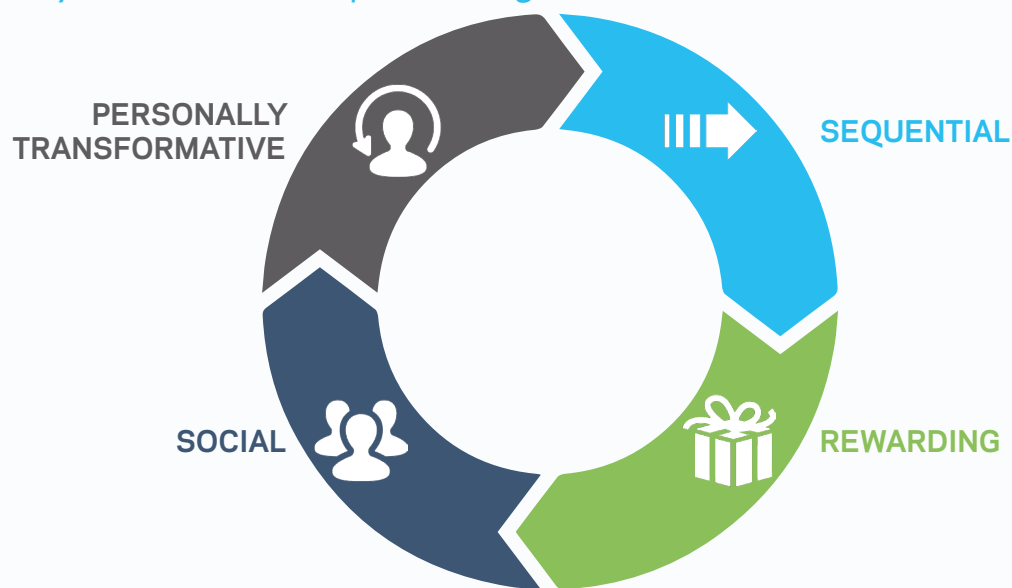 PERSONALLY
TRANSFORMATIVE
SEQUENTIAL
SOCIAL
REWARDING